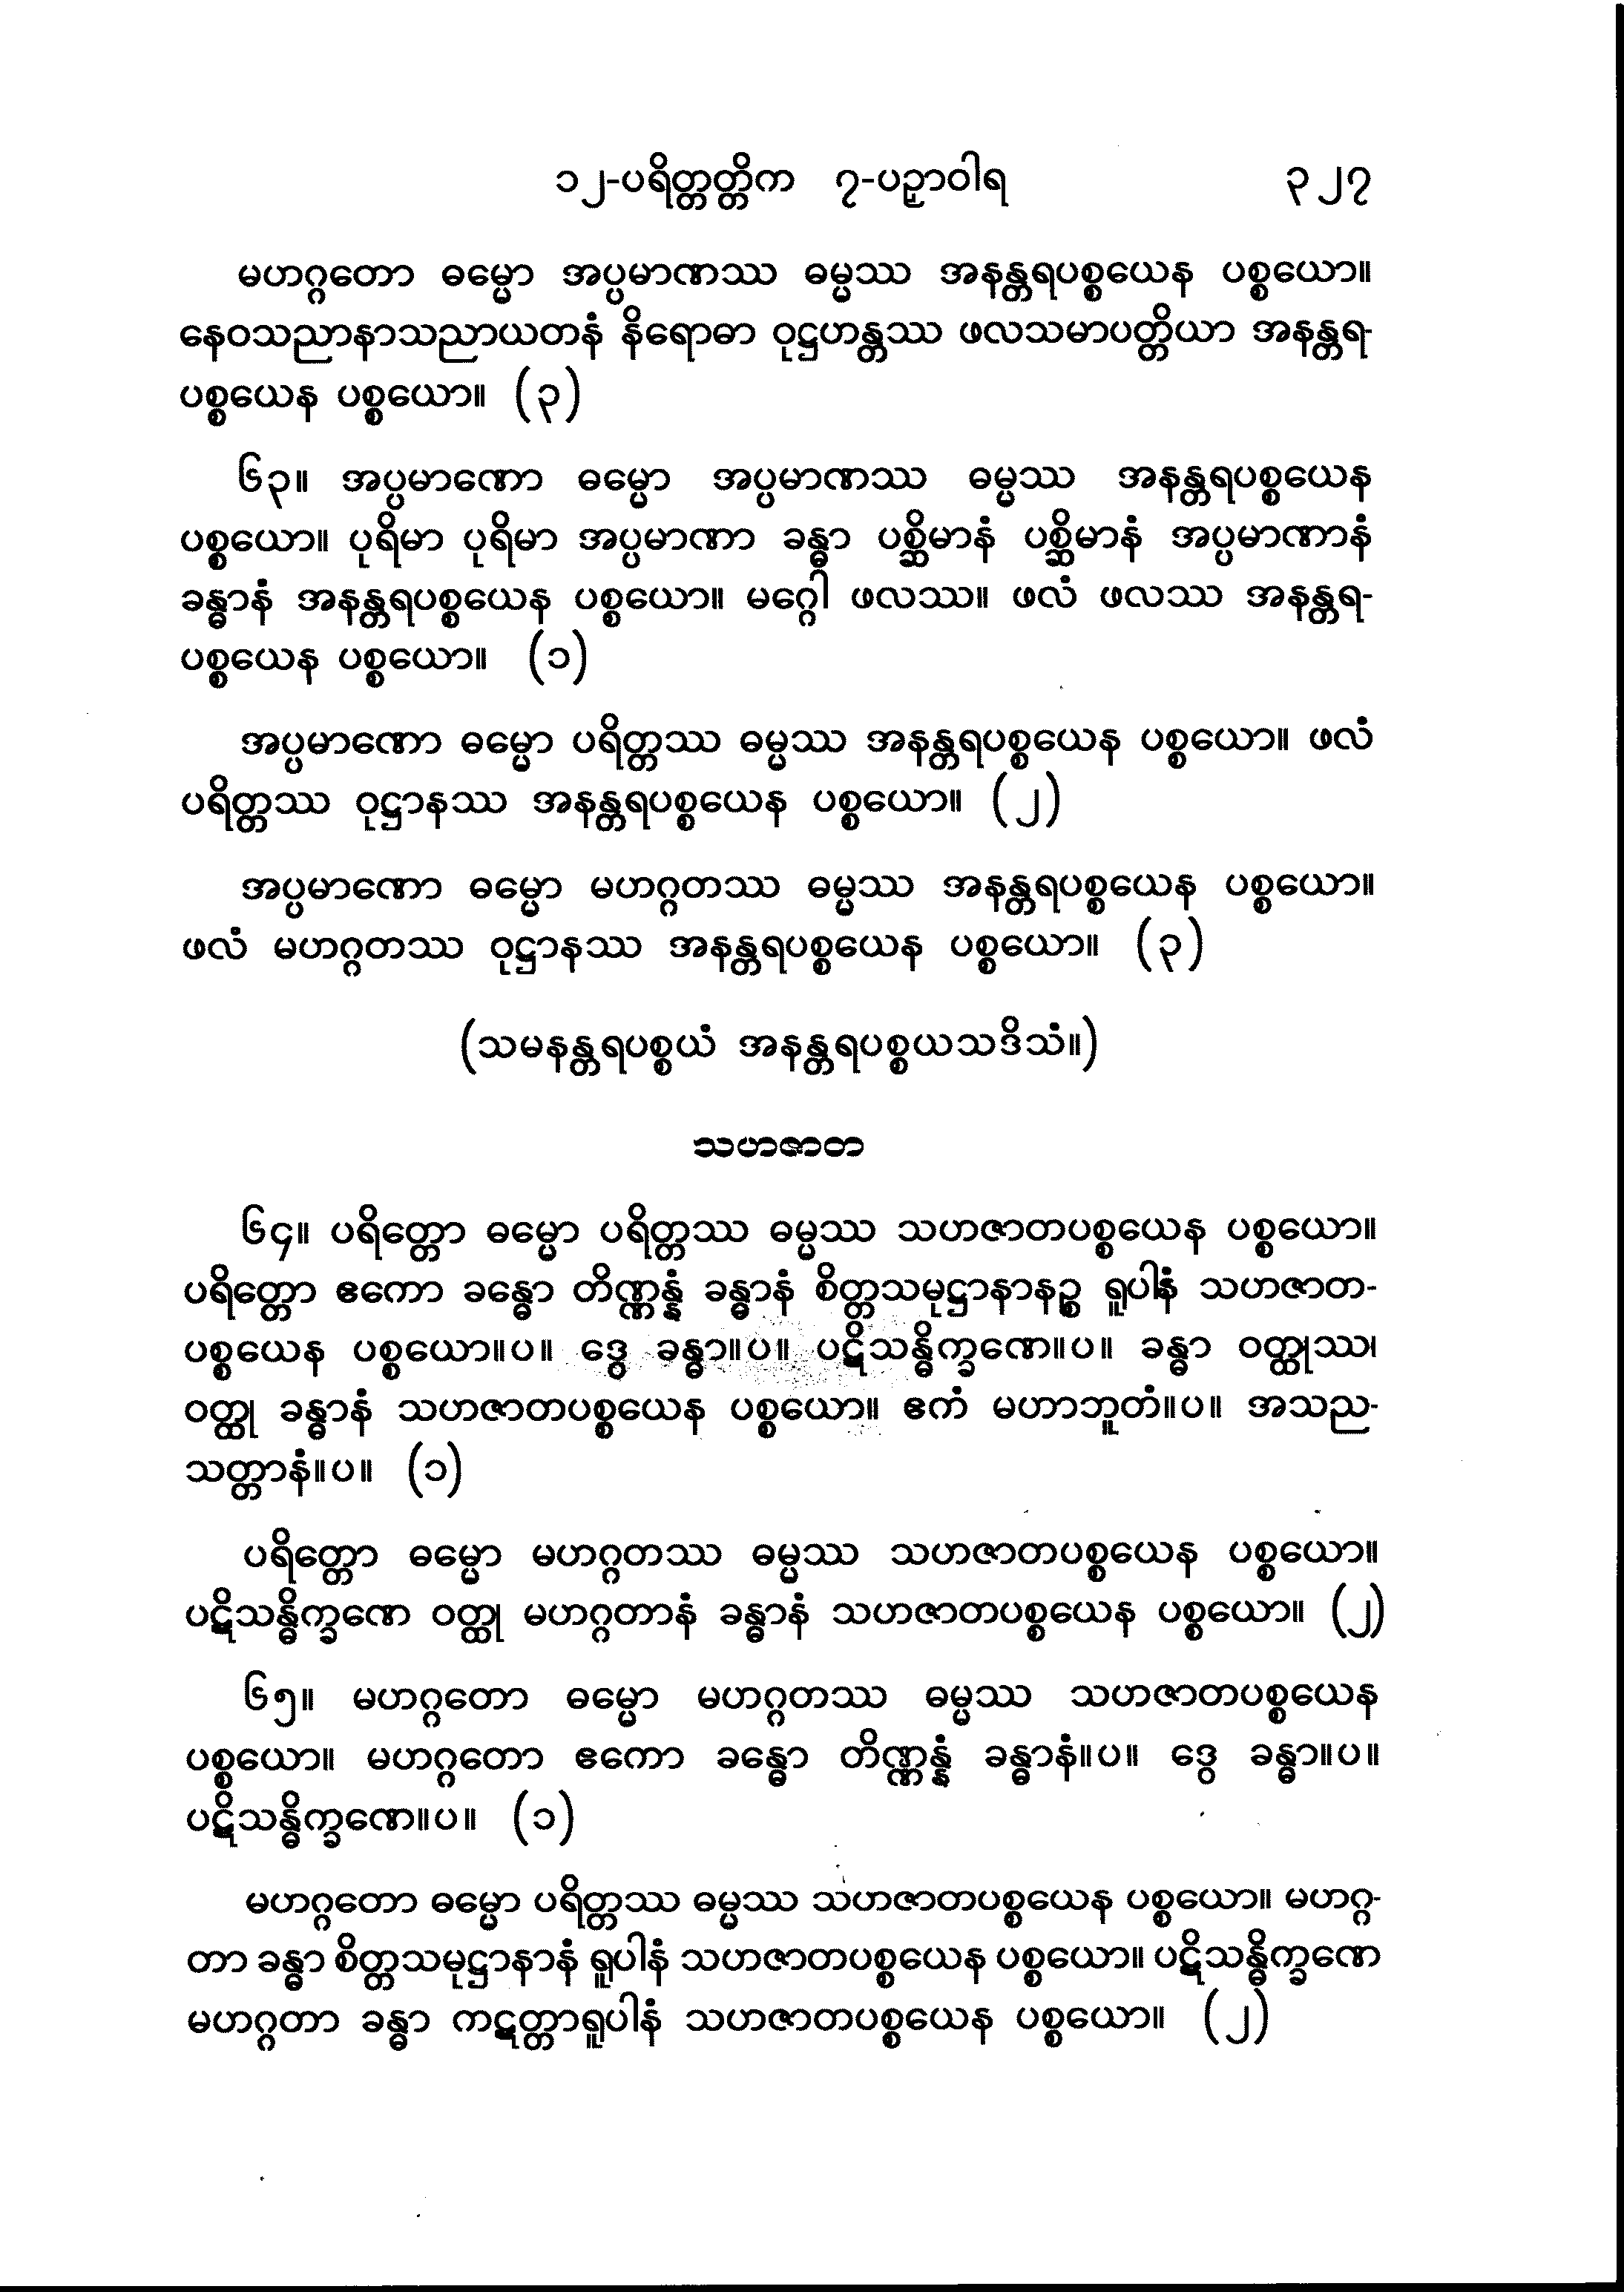 ၁၂-ပရိတ္တတ္တိက ၇-ပဉှာဝါရ ၃၂၇
မဟဂ္ဂတော ဓမ္မော အပ္ပမာဏဿ ဓမ္မဿ အနန္တရပစ္စယေန ပစ္စယော။
နေဝသညာနာသညာယတနံ နိရောဓာ ဝုဋ္ဌဟန္တဿ ဖလသမာပတ္တိယာ အနန္တရ-
ပစ္စယေန ပစ္စယော။ (၃)
၆၃။ အပ္ပမာဏော ဓမ္မော အပ္ပမာဏဿ ဓမ္မဿ အနန္တရပစ္စယေန
ပစ္စယော။ ပုရိမာ ပုရိမာ အပ္ပမာဏာ ခန္ဓာ ပစ္ဆိမာနံ ပစ္ဆိမာနံ အပ္ပမာဏာနံ
ခန္ဓာနံ အနန္တရပစ္စယေန ပစ္စယော။ မဂ္ဂေါ ဖလဿ။ ဖလံ ဖလဿ အနန္တရ-
ပစ္စယေန ပစ္စယော။ (၁)
အပ္ပမာဏော ဓမ္မော ပရိတ္တဿ ဓမ္မဿ အနန္တရပစ္စယေန ပစ္စယော။ ဖလံ
ပရိတ္တဿ ဝုဋ္ဌာနဿ အနန္တရပစ္စယေန ပစ္စယော။ (၂)
အပ္ပမာဏော ဓမ္မော မဟဂ္ဂတဿ ဓမ္မဿ အနန္တရပစ္စယေန ပစ္စယော။
ဖလံ မဟဂ္ဂတဿ ဝုဋ္ဌာနဿ အနန္တရပစ္စယေန ပစ္စယော။ (၃)
(သမနန္တရပစ္စယံ အနန္တရပစ္စယသဒိသံ။)
သဟဇာတ
၆၄။ ပရိတ္တော ဓမ္မော ပရိတ္တဿ ဓမ္မဿ သဟဇာတပစ္စယေန ပစ္စယော။
ပရိတ္တော ဧကော ခန္ဓော တိဏ္ဏန္နံ ခန္ဓာနံ စိတ္တသမုဋ္ဌာနာနဉ္စ ရူပါနံ သဟဇာတ-
ပစ္စယေန ပစ္စယော။ပ။ ဒွေ ခန္ဓာ။ပ။ ပဋိသန္ဓိက္ခဏေ။ပ။ ခန္ဓာ ဝတ္ထုဿ၊
ဝတ္ထု ခန္ဓာနံ သဟဇာတပစ္စယေန ပစ္စယော။ ဧကံ မဟာဘူတံ။ပ။ အသည-
သတ္တာနံ။ပ။ (၁)
ပရိတ္တော ဓမ္မော မဟဂ္ဂတဿ ဓမ္မဿ သဟဇာတပစ္စယေန ပစ္စယော။
ပဋိသန္ဓိက္ခဏေ ဝတ္ထု မဟဂ္ဂတာနံ ခန္ဓာနံ သဟဇာတပစ္စယေန ပစ္စယော။ (၂)
၆၅။ မဟဂ္ဂတော ဓမ္မော မဟဂ္ဂတဿ ဓမ္မဿ သဟဇာတပစ္စယေန
ပစ္စယော။ မဟဂ္ဂတော ဧကော ခန္ဓော တိဏ္ဏန္နံ ခန္ဓာနံ။ပ။ ဒွေ ခန္ဓာ။ပ။
ပဋိသန္ဓိက္ခဏေ။ပ။ (၁)
မဟဂ္ဂတော ဓမ္မော ပရိတ္တဿ ဓမ္မဿ သဟဇာတပစ္စယေန ပစ္စယော။ မဟဂ္ဂ-
တာ ခန္ဓာ စိတ္တသမုဋ္ဌာနာနံ ရူပါနံ သဟဇာတပစ္စယေန ပစ္စယော။ ပဋိသန္ဓိက္ခဏေ
မဟဂ္ဂတာ ခန္ဓာ ကဋတ္တာရူပါနံ သဟဇာတပစ္စယေန ပစ္စယော။ (၂)